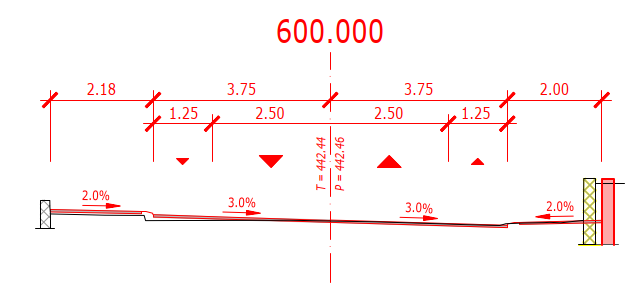 600.000
2.18 3.75 3.75 2.00
1.25 2.50 2.50 1.25
T = 442.44
P = 442.46
2.0% 3.0% 3.0% 2.0%